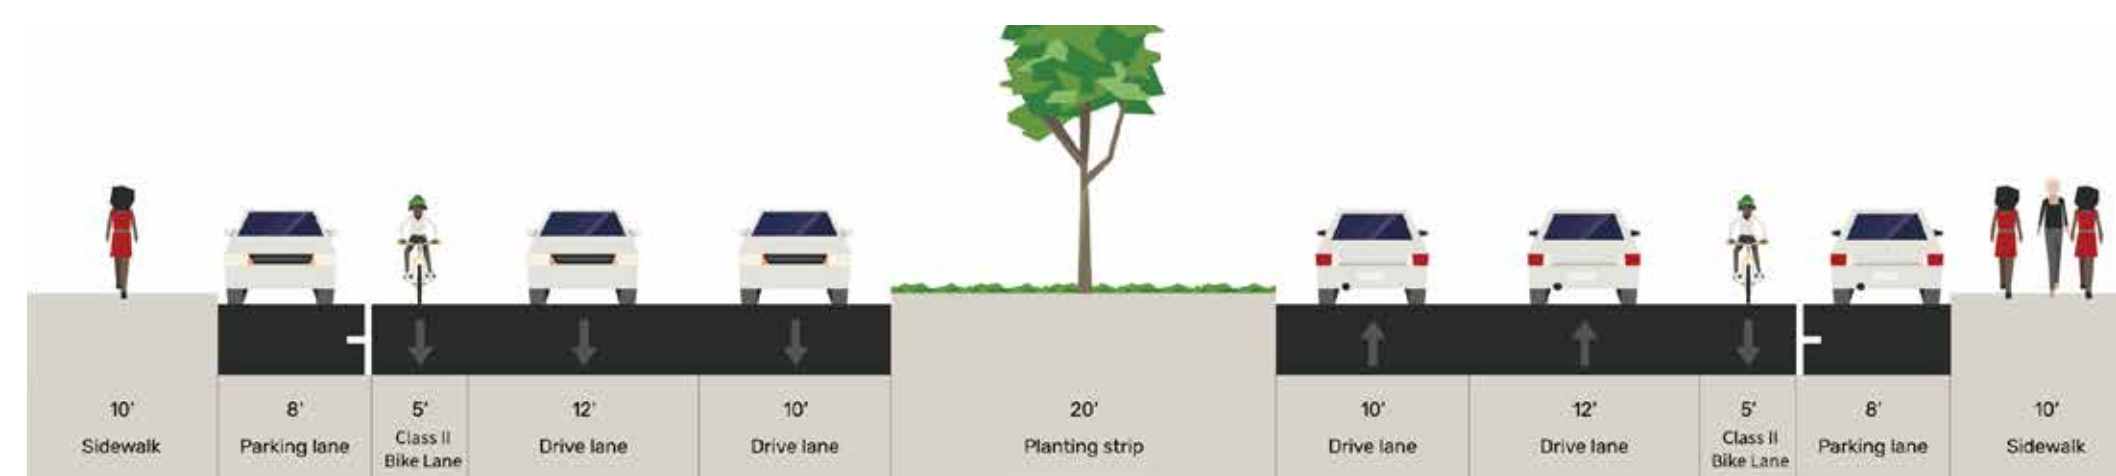 10'
Sidewalk
8'
Parking lane
5'
Class II
Bike Lane
12'
Drive lane
10'
Drive lane
20'
Planting strip
10'
Drive lane
12'
Drive lane
5'
Class II
Bike Lane
8'
Parking lane
10'
Sidewalk